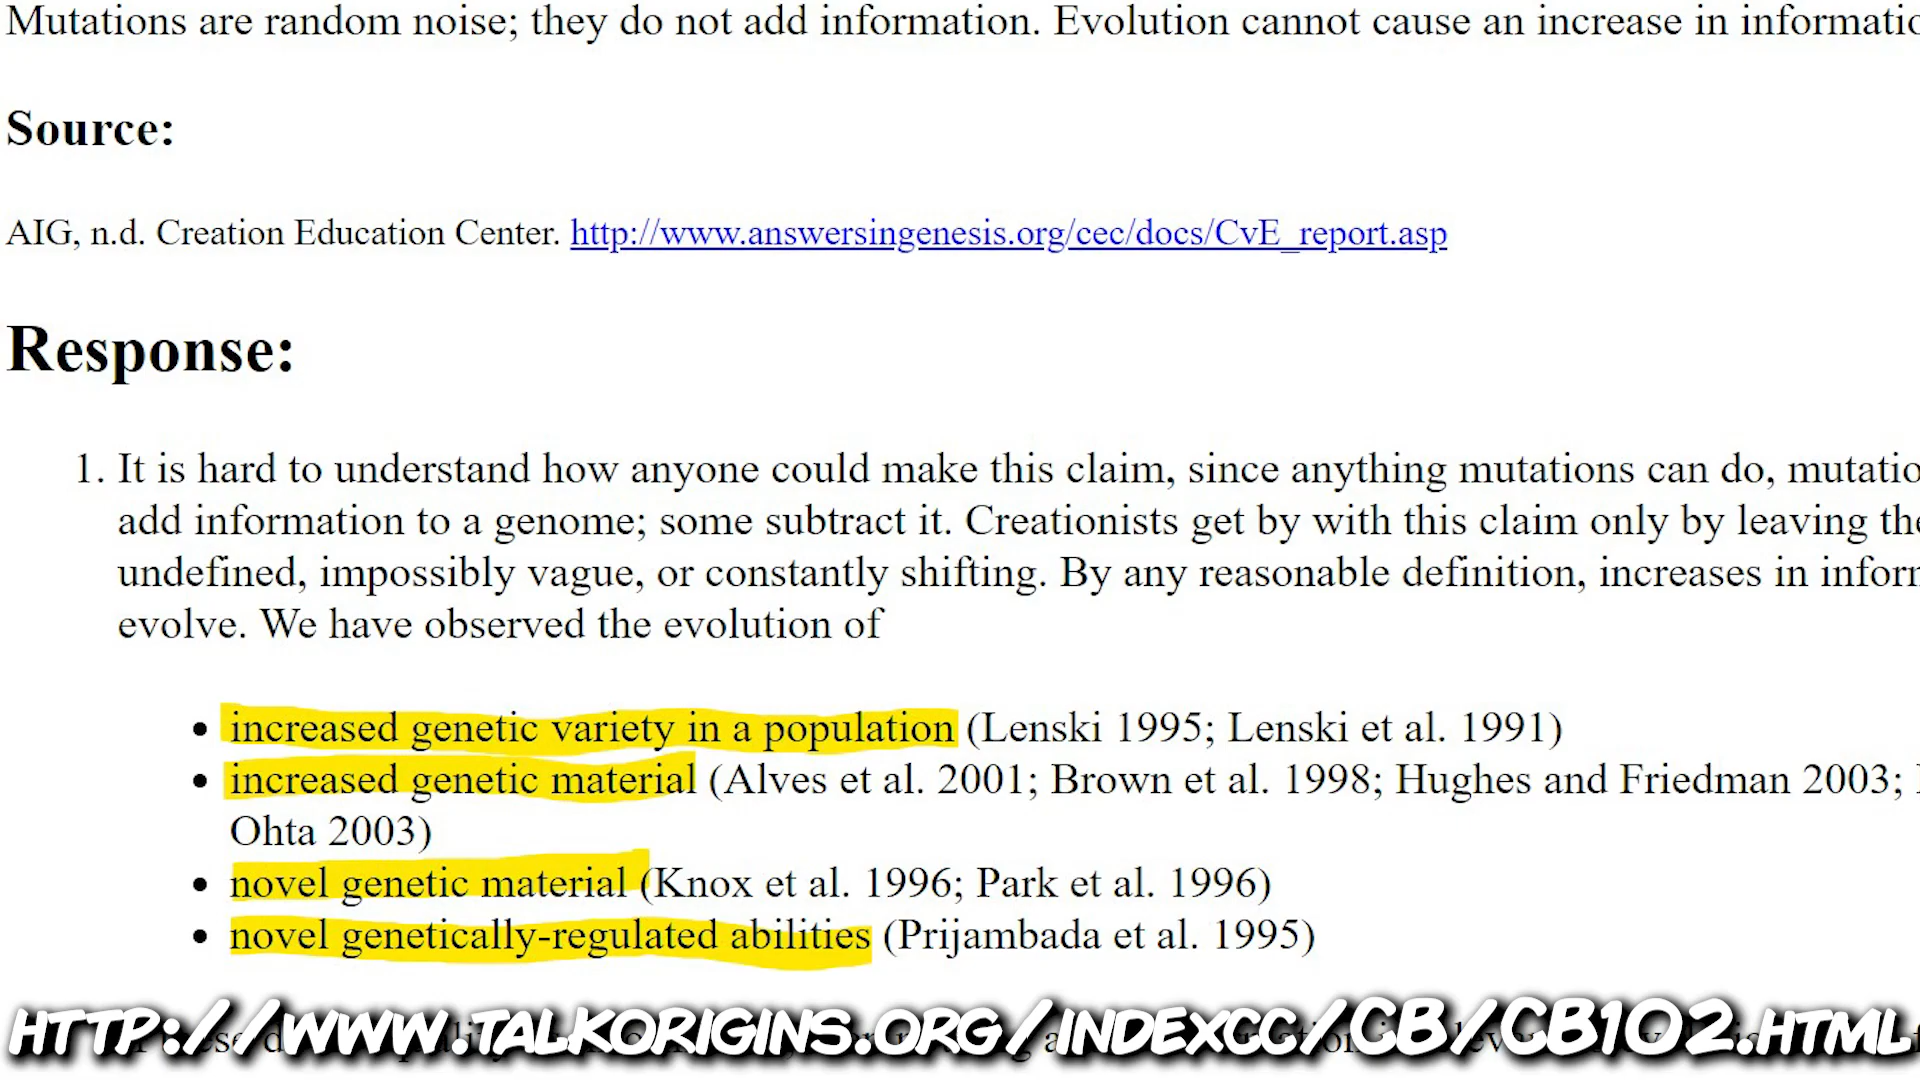 Mutations are random noise; they do not add information. Evolution cannot cause an increase in
Source:
AIG, n.d. Creation Education Center. http://www.answersingenesis.org/cec/docs/CvE_report.asp
Response:
1. It is hard to understand how anyone could make this claim, since anything mutations can do,
add information to a genome; some subtract it. Creationists get by with this claim only by leaving
undefined, impossibly vague, or constantly shifting. By any reasonable definition, increases in
evolve. We have observed the evolution of
• increased genetic variety in a population (Lenski 1995; Lenski et al. 1991)
• increased genetic material (Alves et al. 2001; Brown et al. 1998; Hughes and Friedman 2003;
Ohta 2003)
• novel genetic material (Knox et al. 1996; Park et al. 1996)
• novel genetically-regulated abilities (Prijambada et al. 1995)
HTTP://WWW.TALKORIGINS.ORG/INDEXCC/CB/CB102.HTML